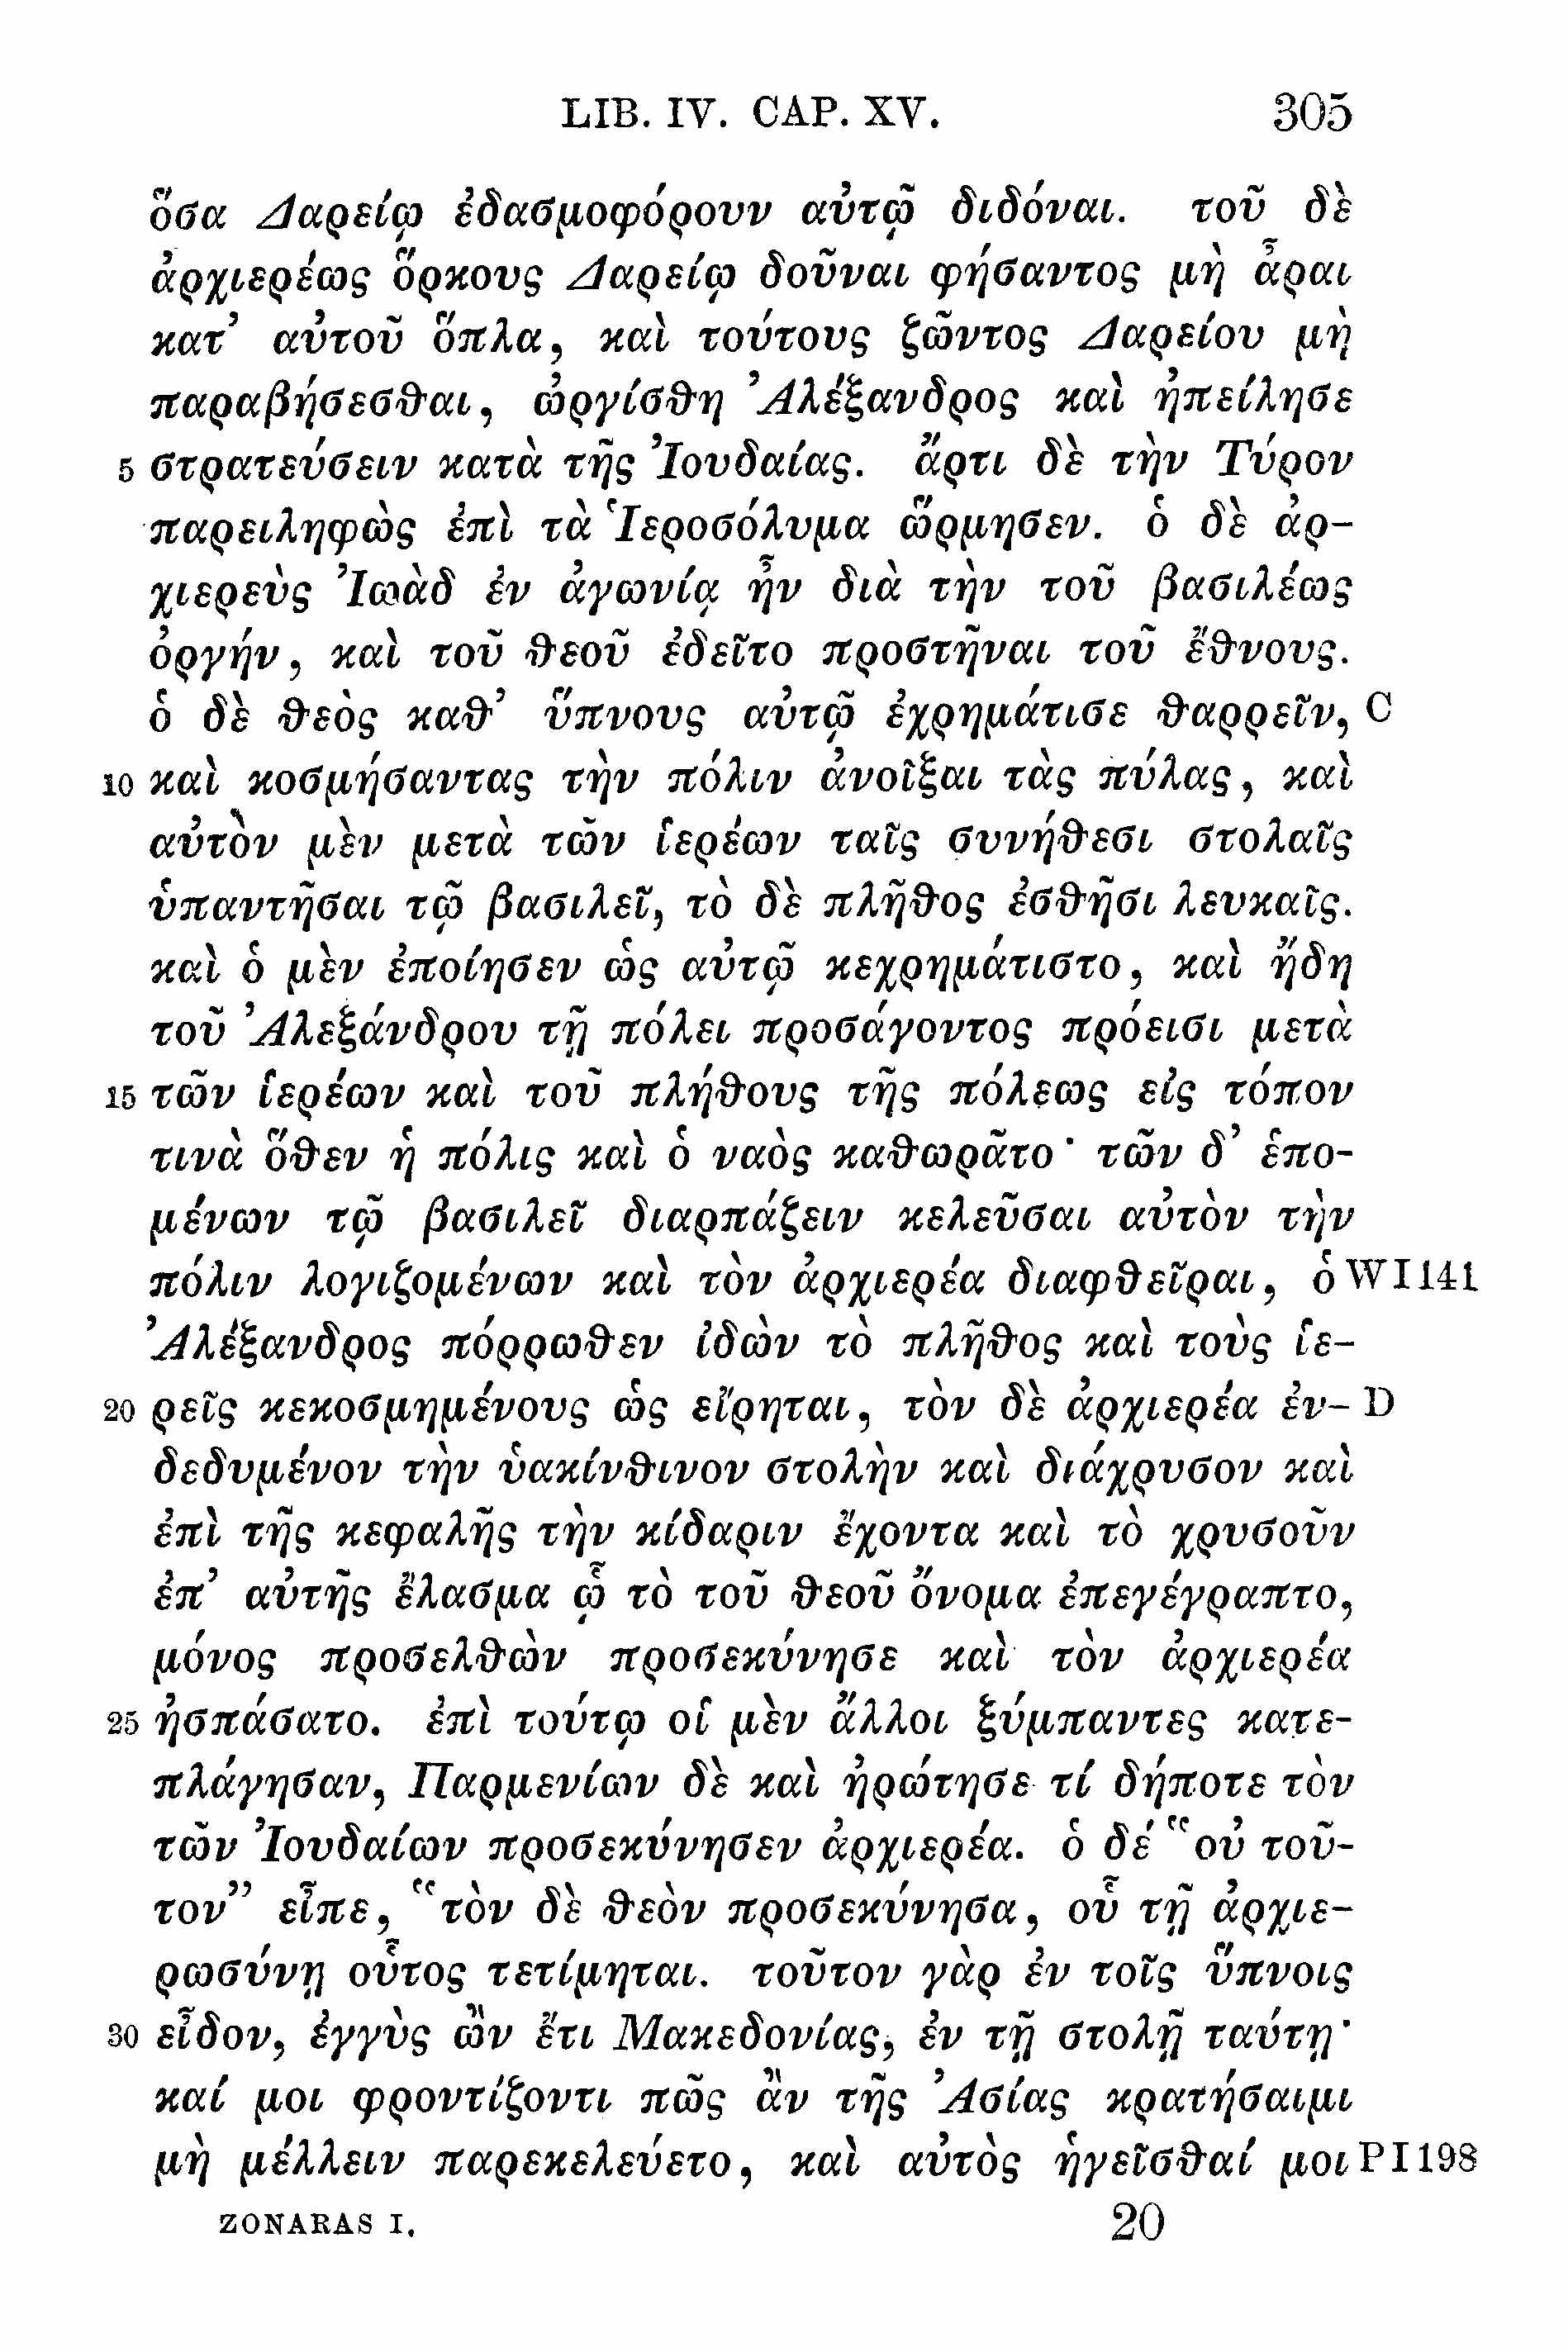 LIB. IV. CAP. XV. 305
ὅσα Δαρείῳ ἐδασμοφόρουν αὐτῷ διδόναι. τοῦ δὲ
ἀρχιερέως ὅρκους Δαρείῳ δοῦναι φήσαντος μὴ ἆραι
κατ’ αὐτοῦ ὅπλα, καὶ τούτους ζῶντος Δαρείου μὴ
παραβήσεσθαι, ὠργίσθη Ἀλέξανδρος καὶ ἠπείλησε
5 στρατεύσειν κατὰ τῆς Ἰουδαίας. ἄρτι δὲ τὴν Τύρον
παρειληφὼς ἐπὶ τὰ Ἱεροσόλυμα ὥρμησεν. ὁ δὲ ἀρ-
χιερεὺς Ἰωὰδ ἐν ἀγωνίᾳ ἦν διὰ τὴν τοῦ βασιλέως
ὀργήν, καὶ τοῦ θεοῦ ἐδεῖτο προστῆναι τοῦ ἔθνους.
ὁ δὲ θεὸς καθ’ ὕπνους αὐτῷ ἐχρημάτισε θαρρεῖν, C
10 καὶ κοσμήσαντας τὴν πόλιν ἀνοῖξαι τὰς πύλας, καὶ
αὐτὸν μὲν μετὰ τῶν ἱερέων ταῖς συνήθεσι στολαῖς
ὑπαντῆσαι τῷ βασιλεῖ, τὸ δὲ πλῆθος ἐσθῆσι λευκαῖς.
καὶ ὁ μὲν ἐποίησεν ὡς αὐτῷ κεχρημάτιστο, καὶ ἤδη
τοῦ Ἀλεξάνδρου τῇ πόλει προσάγοντος πρόεισι μετὰ
15 τῶν ἱερέων καὶ τοῦ πλήθους τῆς πόλεως εἰς τόπον
τινὰ ὅθεν ἡ πόλις καὶ ὁ ναὸς καθωρᾶτο· τῶν δ’ ἑπο-
μένων τῷ βασιλεῖ διαρπάζειν κελεῦσαι αὐτὸν τὴν
πόλιν λογιζομένων καὶ τὸν ἀρχιερέα διαφθεῖραι, ὁ W I 141
Ἀλέξανδρος πόρρωθεν ἰδὼν τὸ πλῆθος καὶ τοὺς ἱε-
20 ρεῖς κεκοσμημένους ὡς εἴρηται, τὸν δὲ ἀρχιερέα ἐν- D
δεδυμένον τὴν ὑακίνθινον στολὴν καὶ διάχρυσον καὶ
ἐπὶ τῆς κεφαλῆς τὴν κίδαριν ἔχοντα καὶ τὸ χρυσοῦν
ἐπ’ αὐτῆς ἔλασμα ᾧ τὸ τοῦ θεοῦ ὄνομα ἐπεγέγραπτο,
μόνος προσελθὼν προσεκύνησε καὶ τὸν ἀρχιερέα
25 ἠσπάσατο. ἐπὶ τούτῳ οἱ μὲν ἄλλοι ξύμπαντες κατε-
πλάγησαν, Παρμενίων δὲ καὶ ἠρώτησε τί δήποτε τὸν
τῶν Ἰουδαίων προσεκύνησεν ἀρχιερέα. ὁ δέ “οὐ τοῦ-
τον” εἶπε, “τὸν δὲ θεὸν προσεκύνησα, οὗ τῇ ἀρχιε-
ρωσύνῃ οὗτος τετίμηται. τοῦτον γὰρ ἐν τοῖς ὕπνοις
30 εἶδον, ἐγγὺς ὢν ἔτι Μακεδονίας, ἐν τῇ στολῇ ταύτῃ·
καί μοι φροντίζοντι πῶς ἂν τῆς Ἀσίας κρατήσαιμι
μὴ μέλλειν παρεκελεύετο, καὶ αὐτὸς ἡγεῖσθαί μοι P I 198
ZONARAS I. 20